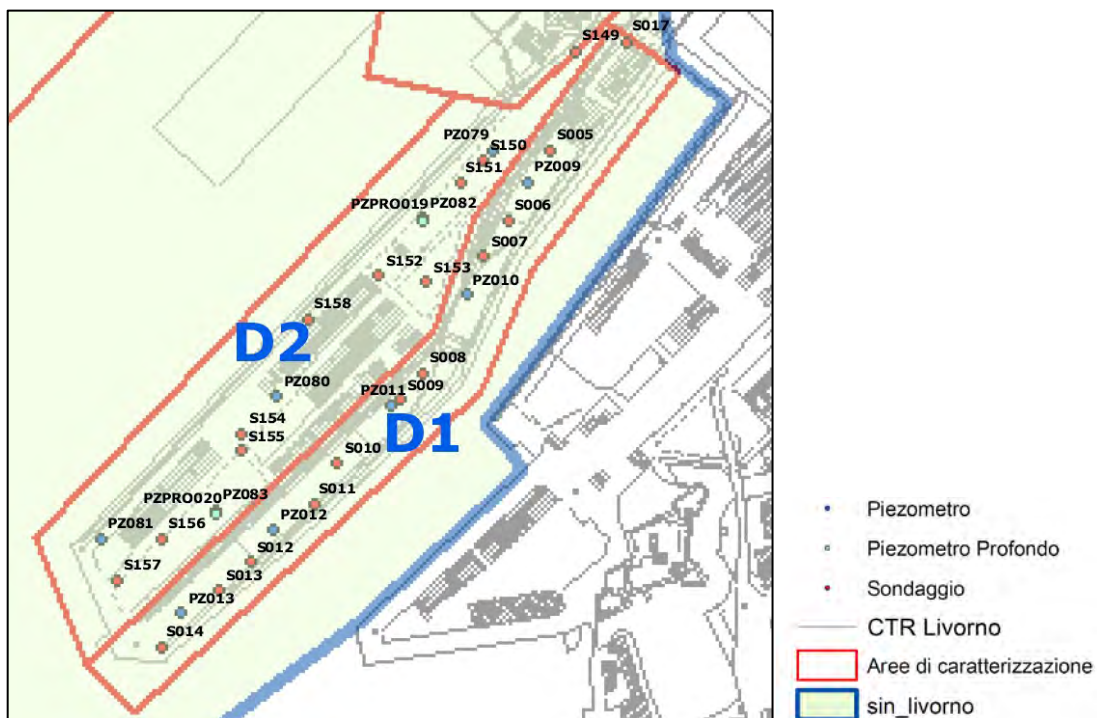 S017
S149
PZ079
S150
S005
S151
PZ009
PZPRO019
PZ082
S006
S007
S152
S153
PZ010
S158
D2
S008
PZ080
PZ011
S009
D1
S154
S155
S010
PZPRO020
PZ083
S011
PZ081
S156
PZ012
S012
S157
S013
PZ013
S014
Piezometro
Piezometro Profondo
Sondaggio
CTR Livorno
Aree di caratterizzazione
sin_livorno